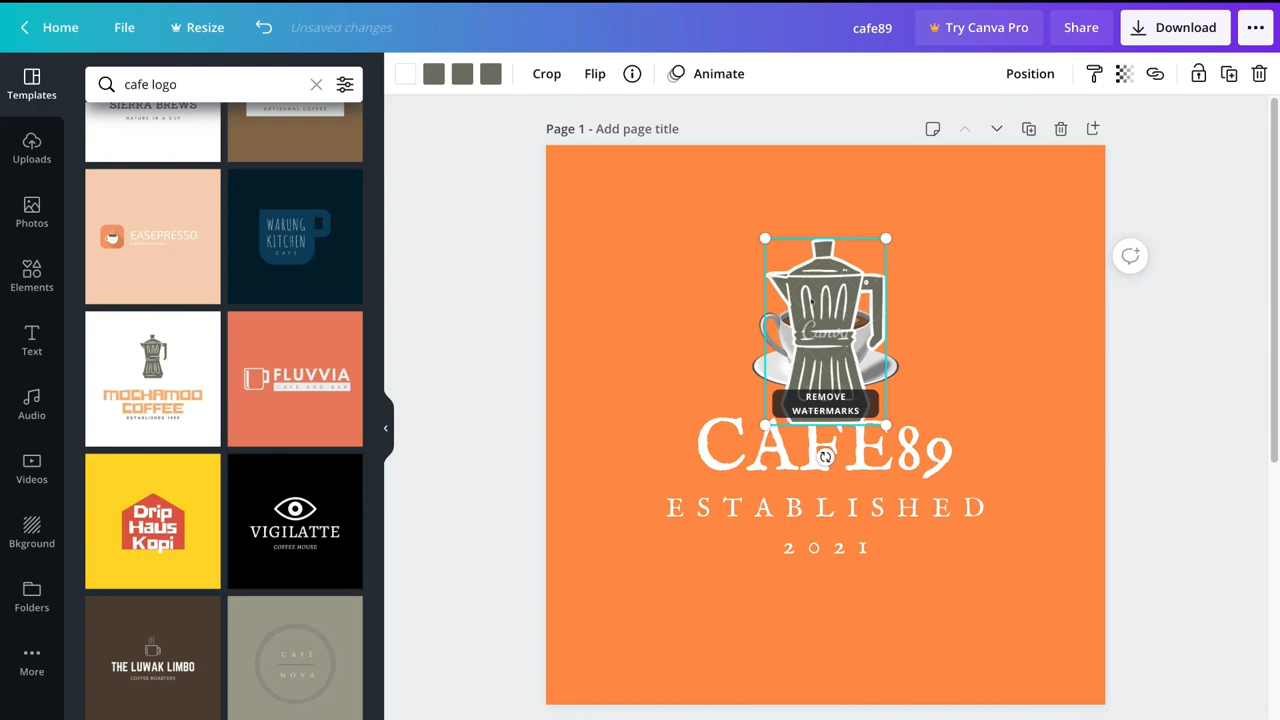 Home
File
Resize
Unsaved changes
cafe89
Try Canva Pro
Share
Download
Templates
Uploads
Photos
Elements
Text
Audio
Videos
Bkground
Folders
More
cafe logo
SIERRA BREWS
NATURE IN A CUP
ARTISANAL COFFEE
EASEPRESSO
WARUNG
KITCHEN
CAFE
MOCHAMOO
COFFEE
ESTABLISHED 1999
FLUVVIA
CAFE AND BAR
Drip
Haus
Kopi
VIGILATTE
COFFEE HOUSE
THE LUWAK LIMBO
COFFEE ROASTERS
CAFÉ
NOVA
Crop
Flip
Animate
Position
Page 1 - Add page title
Canva
REMOVE
WATERMARKS
CAFE89
ESTABLISHED
2021